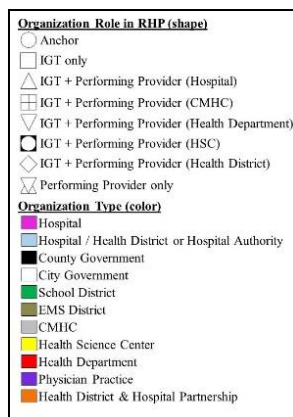 Organization Role in RHP (shape)
Anchor
IGT only
IGT + Performing Provider (Hospital)
IGT + Performing Provider (CMHC)
IGT + Performing Provider (Health Department)
IGT + Performing Provider (HSC)
IGT + Performing Provider (Health District)
Performing Provider only
Organization Type (color)
Hospital
Hospital / Health District or Hospital Authority
County Government
City Government
School District
EMS District
CMHC
Health Science Center
Health Department
Physician Practice
Health District & Hospital Partnership